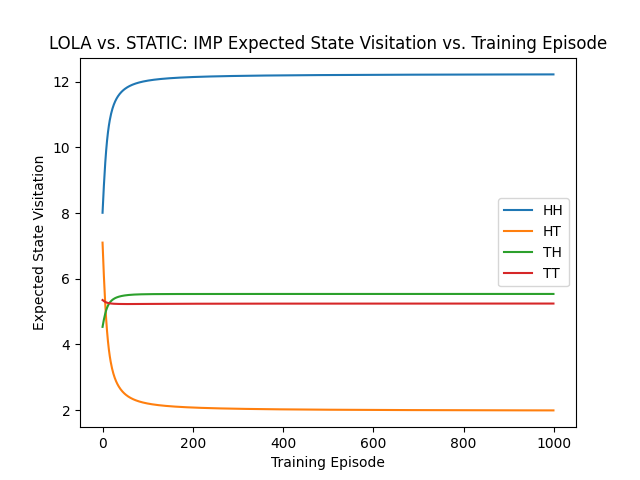 LOLA vs. STATIC: IMP Expected State Visitation vs. Training Episode
Expected State Visitation
12
10
8
6
4
2
HH
HT
TH
TT
0
200
400
600
800
1000
Training Episode